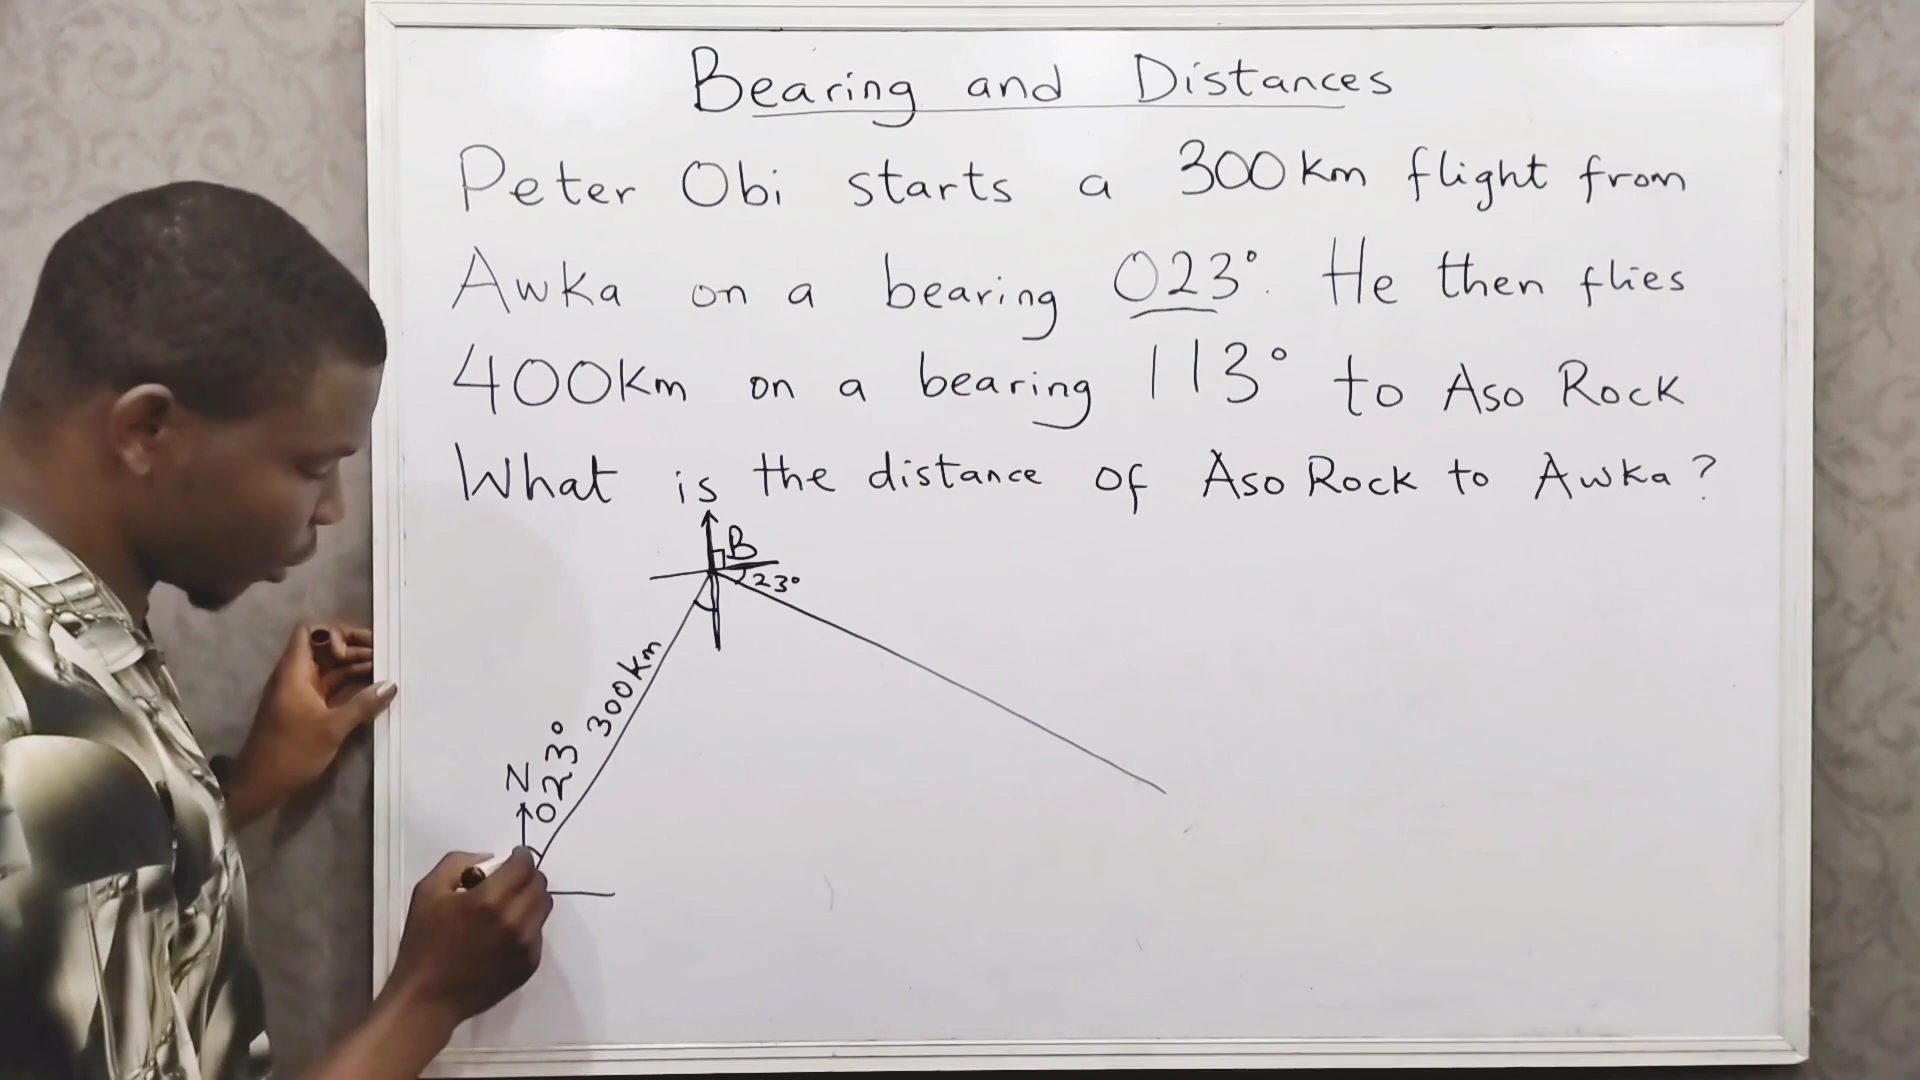 Bearing and Distances
Peter Obi starts a 300km flight from
Awka on a bearing 023°. He then flies
400km on a bearing 113° to Aso Rock
What is the distance of Aso Rock to Awka?
B
23°
300km
023°
N